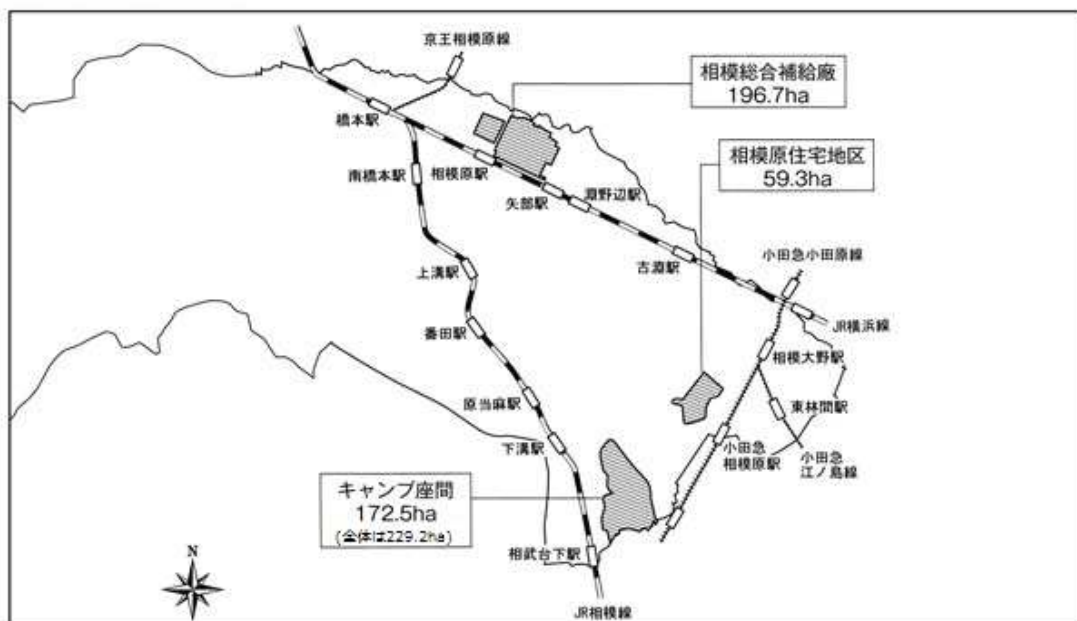 京王相模原線
相模総合補給廠
196.7ha
橋本駅
相模原住宅地区
59.3ha
南橋本駅
相模原駅
矢部駅
淵野辺駅
古淵駅
小田急小田原線
上溝駅
JR横浜線
番田駅
相模大野駅
原当麻駅
東林間駅
下溝駅
小田急
相模原駅
小田急
江ノ島線
キャンプ座間
172.5ha
(全体は229.2ha)
相武台下駅
N
JR相模線